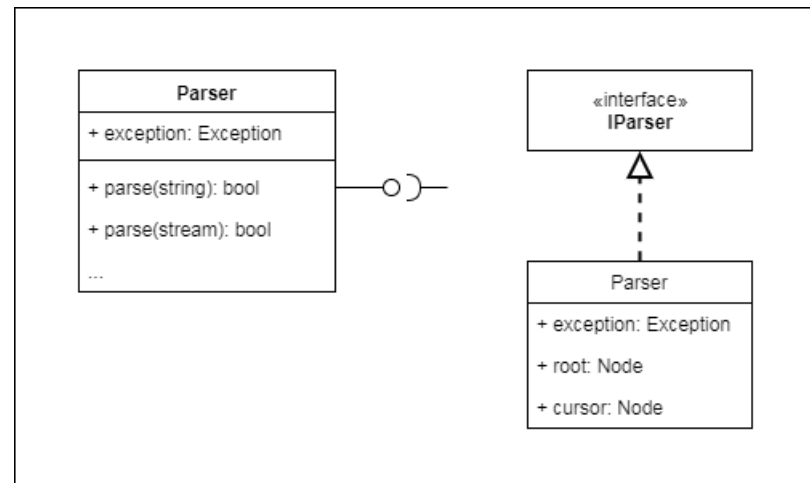 Parser
+ exception: Exception
+ parse(string): bool
+ parse(stream): bool
...
«interface»
IParser
Parser
+ exception: Exception
+ root: Node
+ cursor: Node